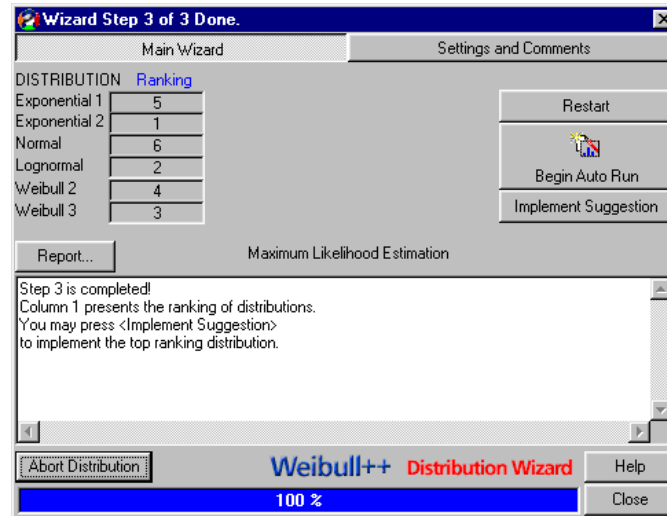 Wizard Step 3 of 3 Done.
Main Wizard
Settings and Comments
DISTRIBUTION Ranking
Exponential 1 5
Exponential 2 1
Normal 6
Lognormal 2
Weibull 2 4
Weibull 3 3
Restart
Begin Auto Run
Implement Suggestion
Report...
Maximum Likelihood Estimation
Step 3 is completed!
Column 1 presents the ranking of distributions.
You may press <Implement Suggestion>
to implement the top ranking distribution.
Abort Distribution
Weibull++ Distribution Wizard
Help
100 %
Close